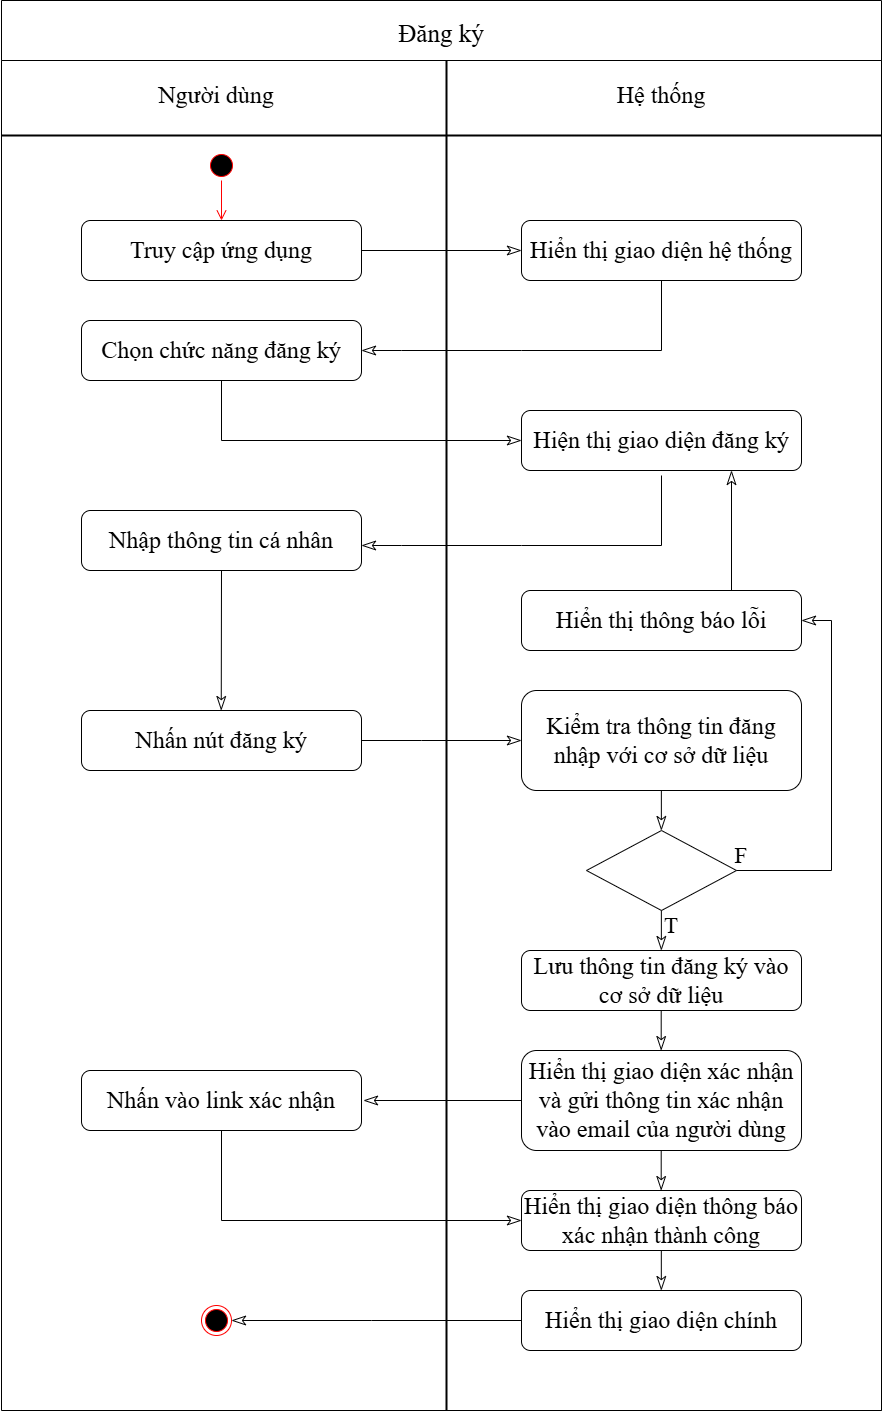 Đăng ký
Người dùng
Hệ thống
Truy cập ứng dụng
Hiển thị giao diện hệ thống
Chọn chức năng đăng ký
Hiện thị giao diện đăng ký
Nhập thông tin cá nhân
Hiển thị thông báo lỗi
Nhấn nút đăng ký
Kiểm tra thông tin đăng
nhập với cơ sở dữ liệu
F
T
Lưu thông tin đăng ký vào
cơ sở dữ liệu
Hiển thị giao diện xác nhận
và gửi thông tin xác nhận
vào email của người dùng
Nhấn vào link xác nhận
Hiển thị giao diện thông báo
xác nhận thành công
Hiển thị giao diện chính